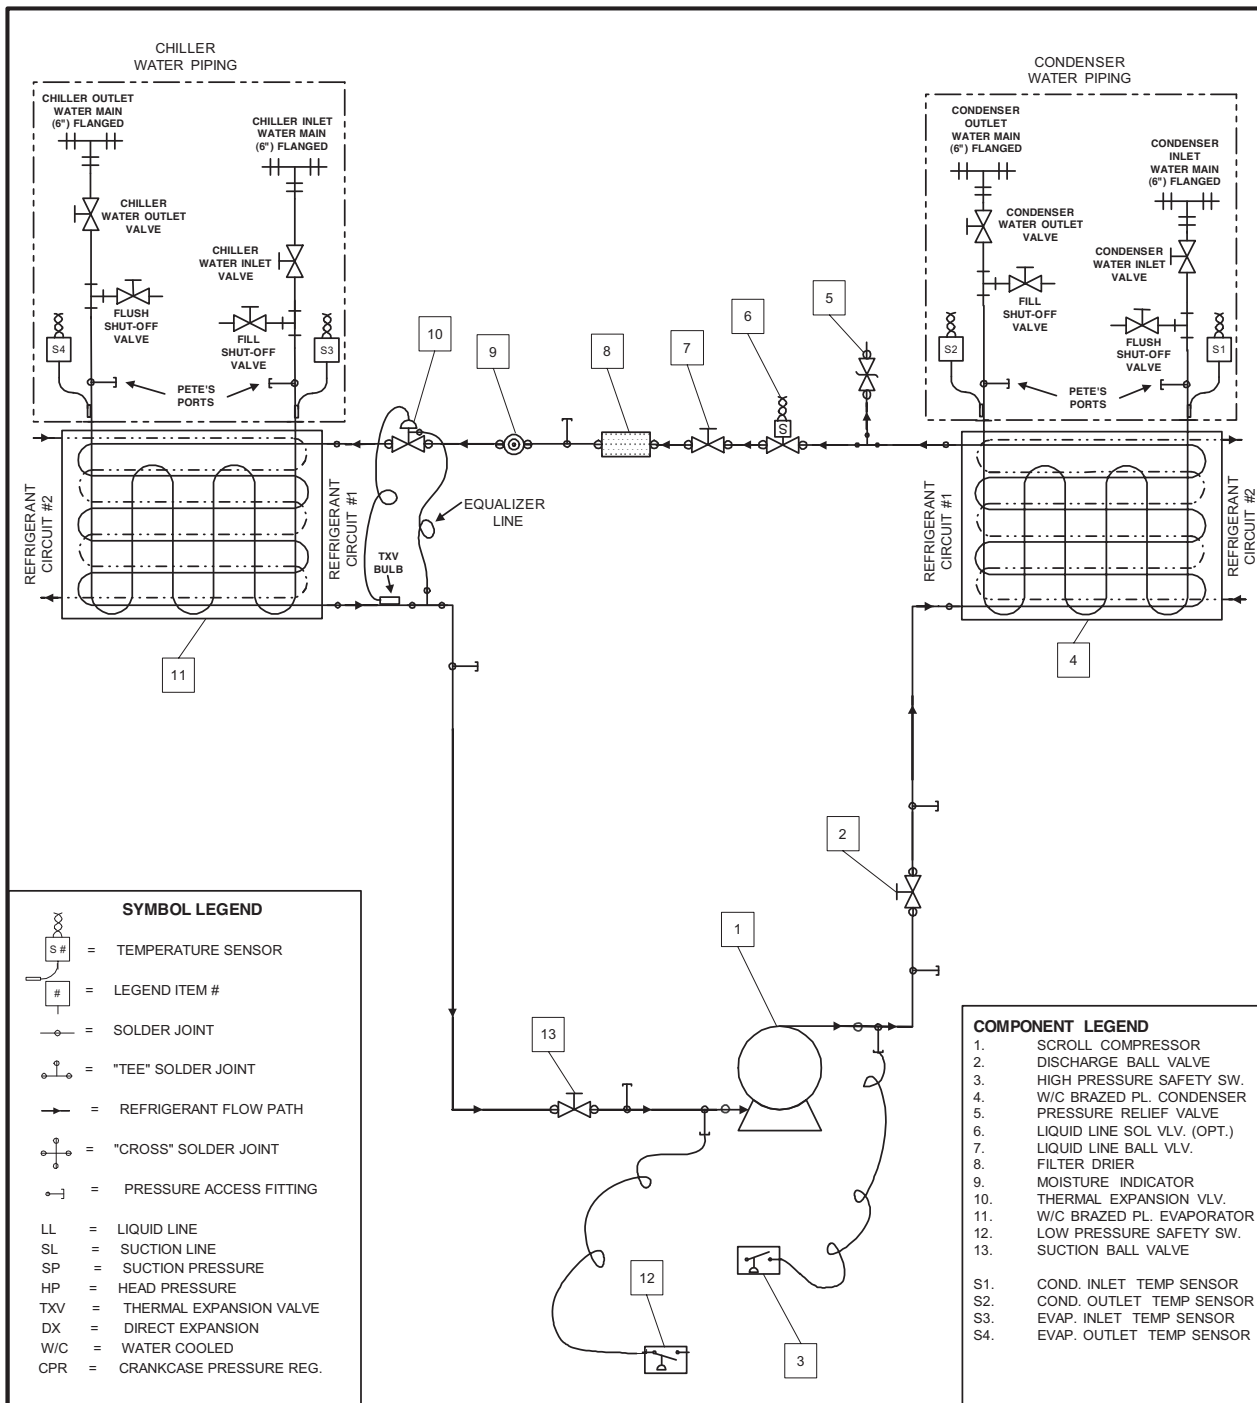 CHILLER
WATER PIPING
CHILLER OUTLET
WATER MAIN
(6") FLANGED
CHILLER INLET
WATER MAIN
(6") FLANGED
CHILLER
WATER OUTLET
VALVE
CHILLER
WATER INLET
VALVE
FLUSH
SHUT-OFF
VALVE
FILL
SHUT-OFF
VALVE
S4
S3
PETE'S
PORTS
CONDENSER
WATER PIPING
CONDENSER
OUTLET
WATER MAIN
(6") FLANGED
CONDENSER
INLET
WATER MAIN
(6") FLANGED
CONDENSER
WATER OUTLET
VALVE
CONDENSER
WATER INLET
VALVE
FILL
SHUT-OFF
VALVE
FLUSH
SHUT-OFF
VALVE
S2
S1
PETE'S
PORTS
10
9
8
7
6
5
S
REFRIGERANT
CIRCUIT #2
REFRIGERANT
CIRCUIT #1
EQUALIZER
LINE
TXV
BULB
REFRIGERANT
CIRCUIT #1
REFRIGERANT
CIRCUIT #2
11
4
2
1
13
12
3
SYMBOL LEGEND
S # = TEMPERATURE SENSOR
# = LEGEND ITEM #
= SOLDER JOINT
= "TEE" SOLDER JOINT
= REFRIGERANT FLOW PATH
= "CROSS" SOLDER JOINT
= PRESSURE ACCESS FITTING
LL = LIQUID LINE
SL = SUCTION LINE
SP = SUCTION PRESSURE
HP = HEAD PRESSURE
TXV = THERMAL EXPANSION VALVE
DX = DIRECT EXPANSION
W/C = WATER COOLED
CPR = CRANKCASE PRESSURE REG.
COMPONENT LEGEND
1. SCROLL COMPRESSOR
2. DISCHARGE BALL VALVE
3. HIGH PRESSURE SAFETY SW.
4. W/C BRAZED PL. CONDENSER
5. PRESSURE RELIEF VALVE
6. LIQUID LINE SOL VLV. (OPT.)
7. LIQUID LINE BALL VLV.
8. FILTER DRIER
9. MOISTURE INDICATOR
10. THERMAL EXPANSION VLV.
11. W/C BRAZED PL. EVAPORATOR
12. LOW PRESSURE SAFETY SW.
13. SUCTION BALL VALVE
S1. COND. INLET TEMP SENSOR
S2. COND. OUTLET TEMP SENSOR
S3. EVAP. INLET TEMP SENSOR
S4. EVAP. OUTLET TEMP SENSOR